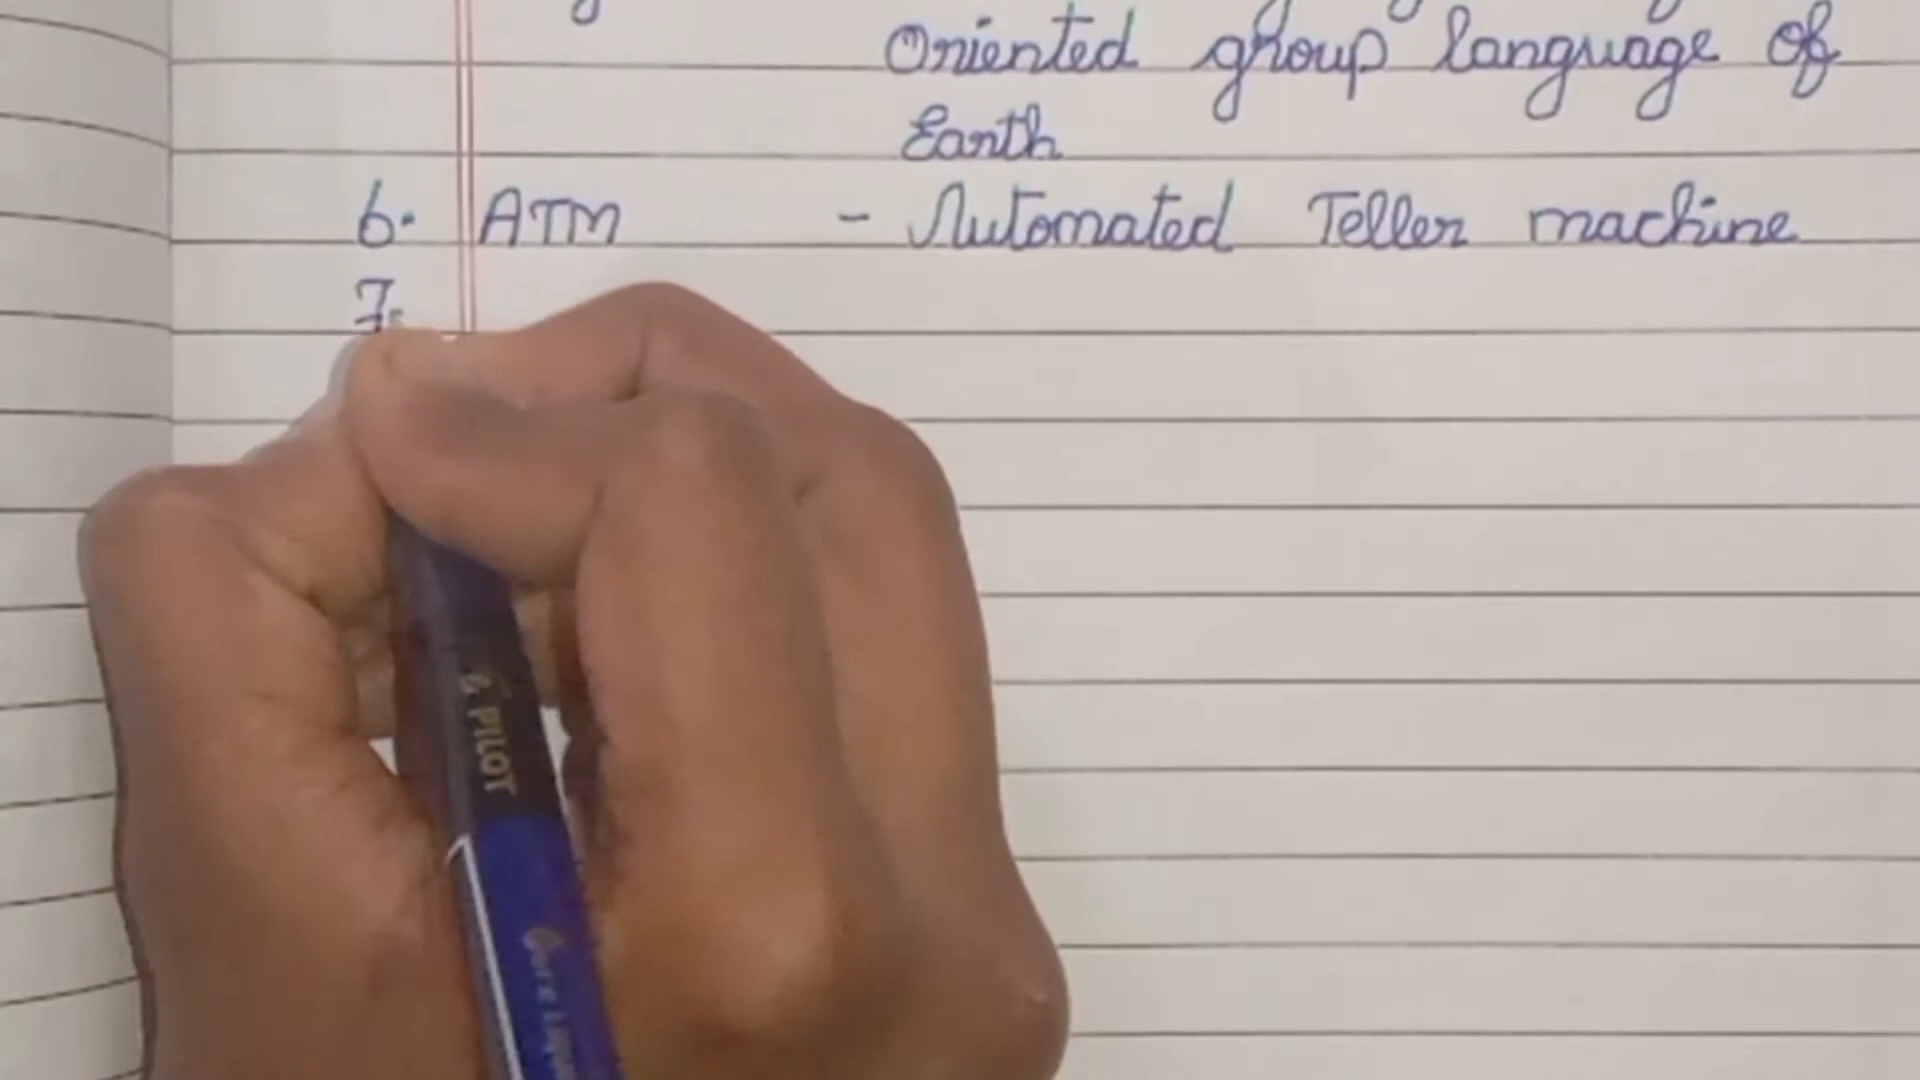 Oriented group language of
Earth
6. ATM - Automated Teller machine
7.
PILOT